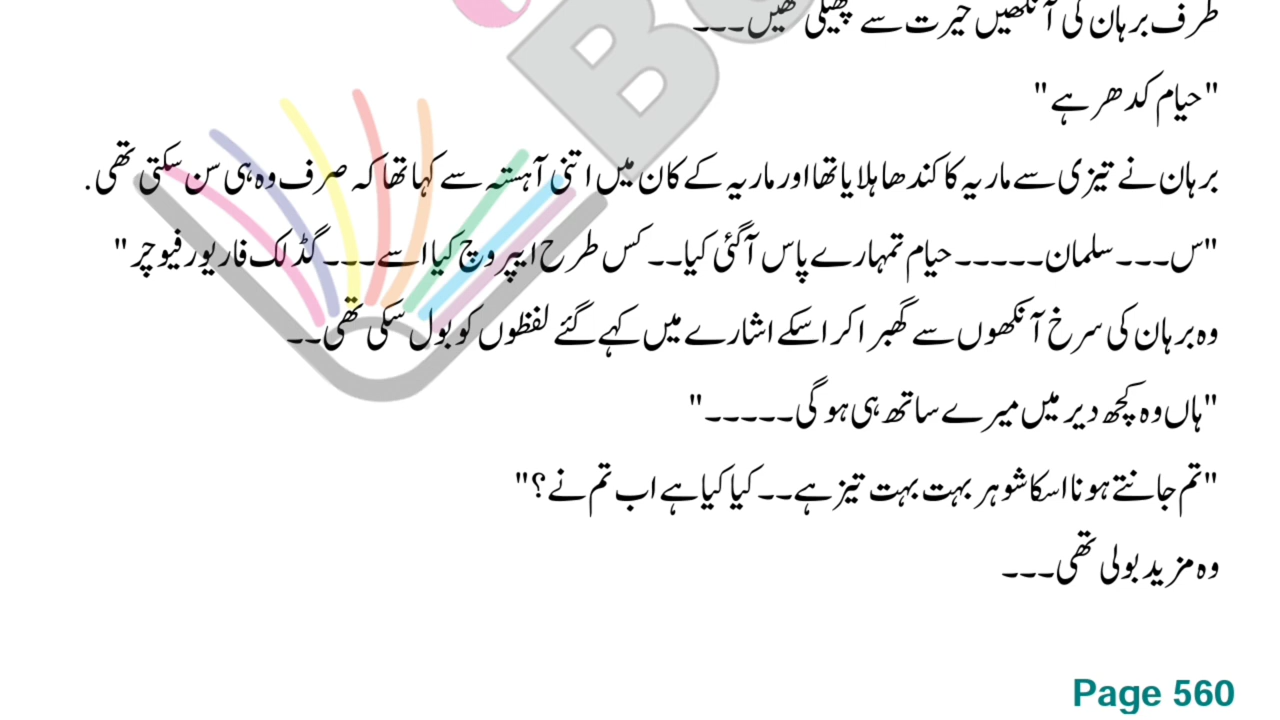 طرف برہان کی آنکھیں حیرت سے پھیلی تھیں۔۔۔
"حیام کدھر ہے"
برہان نے تیزی سے ماریہ کا کندھا ہلایا تھا اور ماریہ کے کان میں اتنی آہستہ سے کہا تھا کہ صرف وہ ہی سن سکتی تھی.
"س۔۔۔سلمان۔۔۔۔۔حیام تمہارے پاس آگئی کیا۔۔کس طرح اپپروچ کیا اسے۔۔۔گڈ لک فار یور فیوچر"
وہ برہان کی سرخ آنکھوں سے گھبرا کر اسکے اشارے میں کہے گئے لفظوں کو بول سکی تھی۔۔
"ہاں وہ کچھ دیر میں میرے ساتھ ہی ہو گی۔۔۔۔۔"
"تم جانتے ہو نا اسکا شوہر بہت بہت تیز ہے۔۔کیا کیا ہے اب تم نے؟"
وہ مزید بولی تھی۔۔۔
Page 560